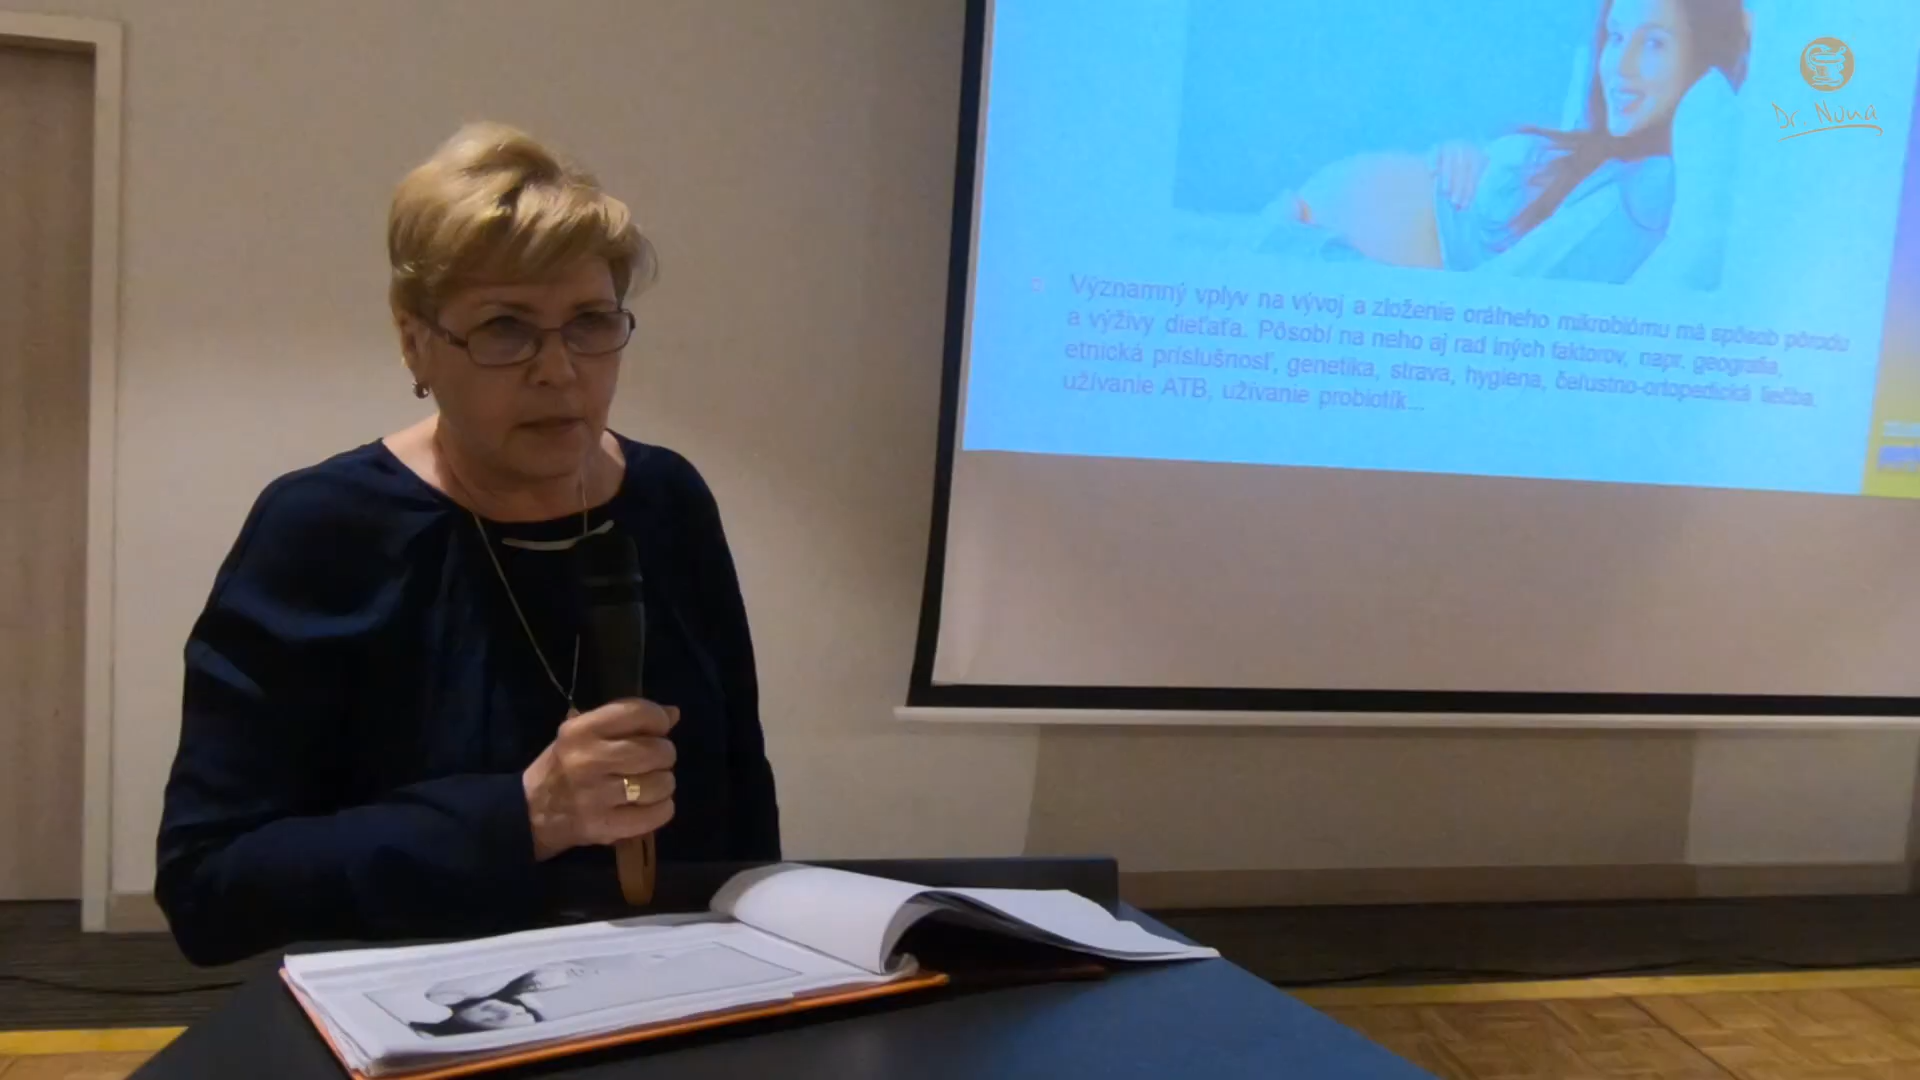 Dr. Nona
Významný vplyv na vývoj a zloženie orálneho mikrobiómu má spôsob pôrodu
a výživy dieťaťa. Pôsobí na neho aj rad iných faktorov, napr. geografia,
etnická príslušnosť, genetika, strava, hygiena, čeľustno-ortopedická liečba,
užívanie ATB, užívanie probiotík...